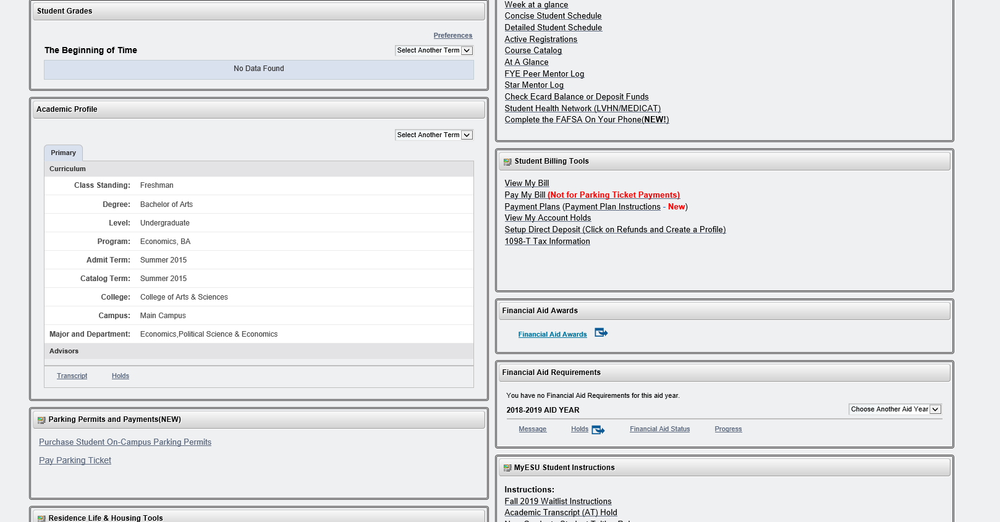 Student Grades
Preferences
The Beginning of Time
Select Another Term
No Data Found
Academic Profile
Select Another Term
Primary
Curriculum
Class Standing: Freshman
Degree: Bachelor of Arts
Level: Undergraduate
Program: Economics, BA
Admit Term: Summer 2015
Catalog Term: Summer 2015
College: College of Arts & Sciences
Campus: Main Campus
Major and Department: Economics,Political Science & Economics
Advisors
Transcript Holds
Parking Permits and Payments(NEW)
Purchase Student On-Campus Parking Permits
Pay Parking Ticket
Residence Life & Housing Tools
Week at a glance
Concise Student Schedule
Detailed Student Schedule
Active Registrations
Course Catalog
At A Glance
FYE Peer Mentor Log
Star Mentor Log
Check Ecard Balance or Deposit Funds
Student Health Network (LVHN/MEDICAT)
Complete the FAFSA On Your Phone(NEW!)
Student Billing Tools
View My Bill
Pay My Bill (Not for Parking Ticket Payments)
Payment Plans (Payment Plan Instructions - New)
View My Account Holds
Setup Direct Deposit (Click on Refunds and Create a Profile)
1098-T Tax Information
Financial Aid Awards
Financial Aid Awards
Financial Aid Requirements
You have no Financial Aid Requirements for this aid year.
2018-2019 AID YEAR
Choose Another Aid Year
Message Holds Financial Aid Status Progress
MyESU Student Instructions
Instructions:
Fall 2019 Waitlist Instructions
Academic Transcript (AT) Hold